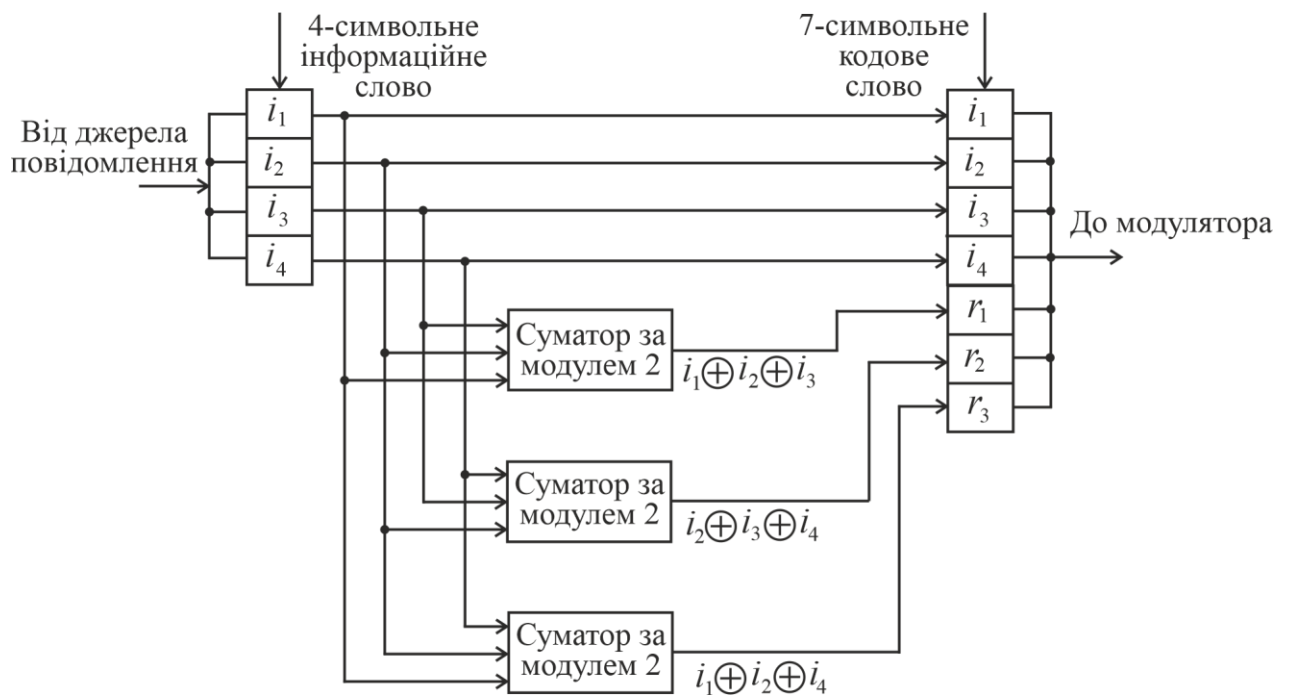 4-символьне
інформаційне
слово
7-символьне
кодове
слово
Від джерела
повідомлення
i₁
i₂
i₃
i₄
i₁
i₂
i₃
i₄
r₁
r₂
r₃
До модулятора
Суматор за
модулем 2
i₁⊕i₂⊕i₃
Суматор за
модулем 2
i₂⊕i₃⊕i₄
Суматор за
модулем 2
i₁⊕i₂⊕i₄